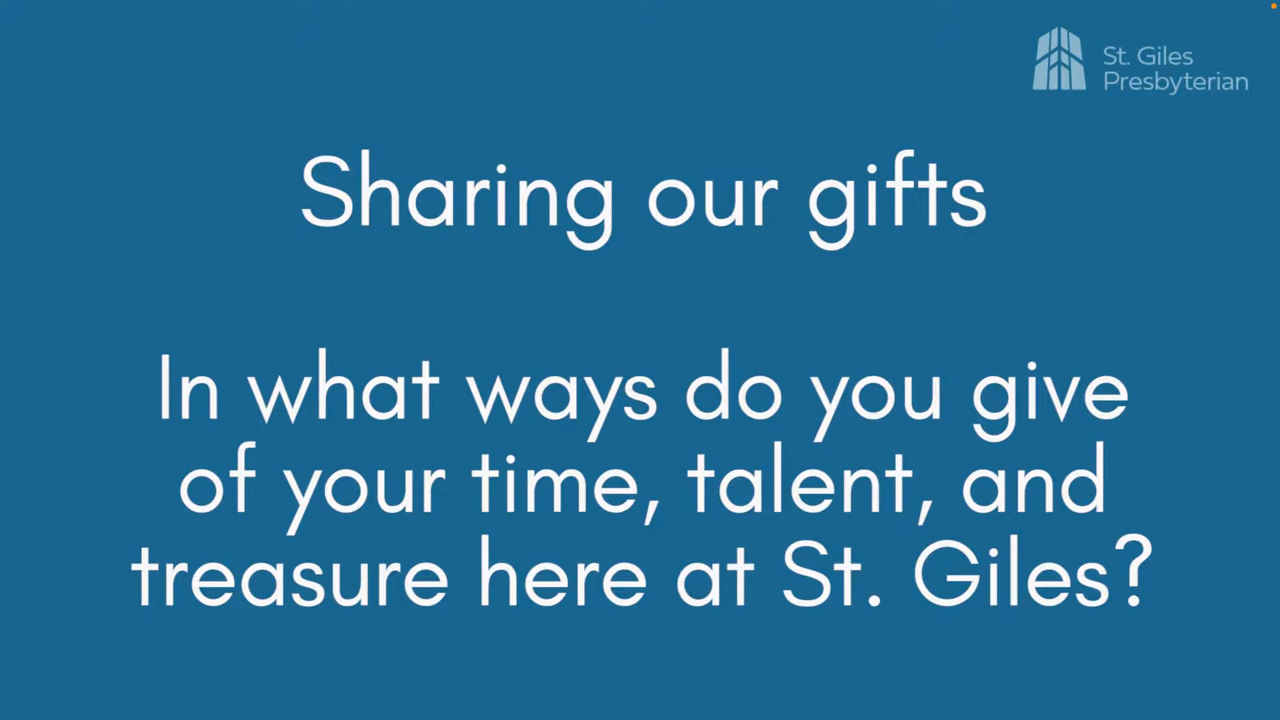 St. Giles
Presbyterian
Sharing our gifts
In what ways do you give
of your time, talent, and
treasure here at St. Giles?